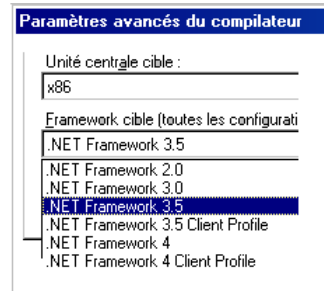 Paramètres avancés du compilateur
Unité centrale cible :
x86
Framework cible (toutes les configurati
.NET Framework 3.5
.NET Framework 2.0
.NET Framework 3.0
.NET Framework 3.5
.NET Framework 3.5 Client Profile
.NET Framework 4
.NET Framework 4 Client Profile